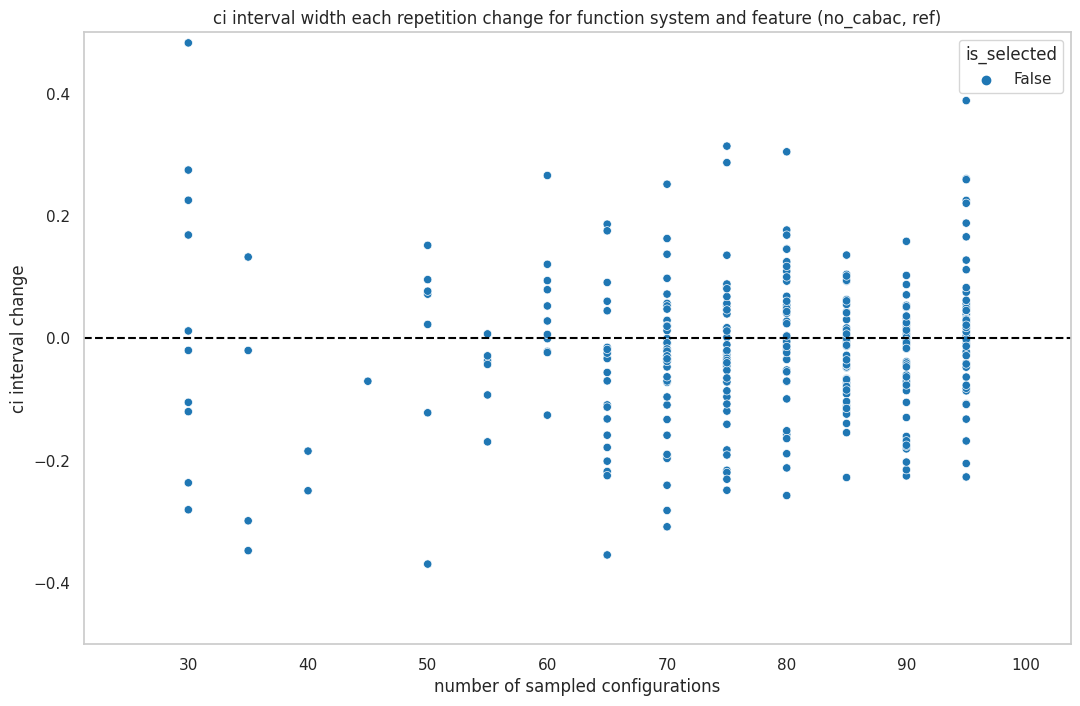 ci interval width each repetition change for function system and feature (no_cabac, ref)
is_selected
False
ci interval change
0.4
0.2
0.0
−0.2
−0.4
30 40 50 60 70 80 90 100
number of sampled configurations